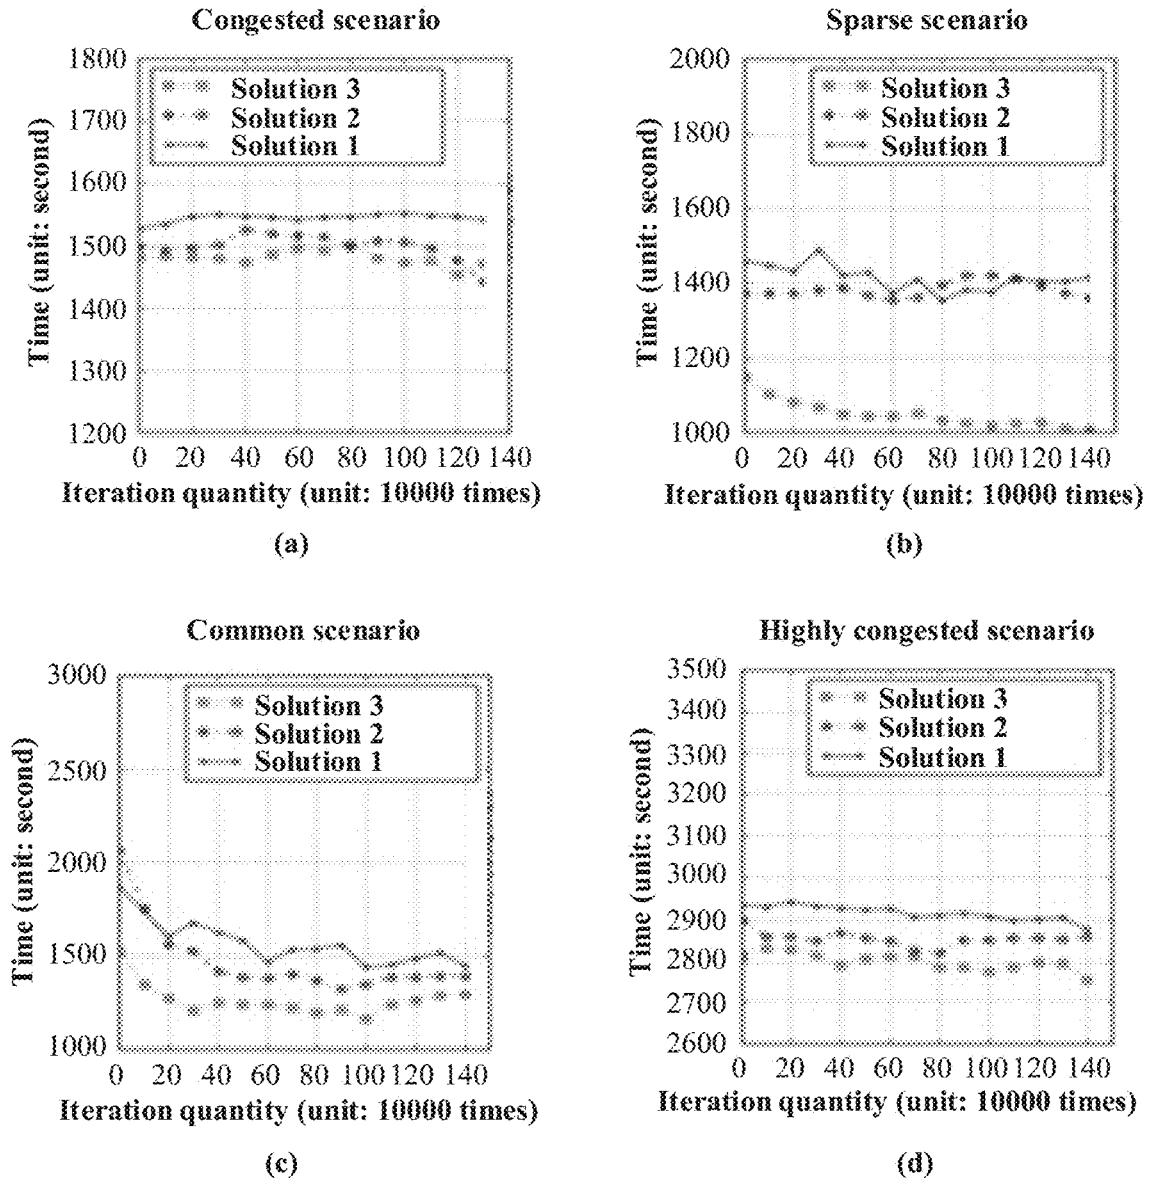 Congested scenario
1800
1700
1600
1500
1400
1300
1200
Time (unit: second)
Solution 3
Solution 2
Solution 1
0 20 40 60 80 100 120 140
Iteration quantity (unit: 10000 times)
(a)
Sparse scenario
2000
1800
1600
1400
1200
1000
Time (unit: second)
Solution 3
Solution 2
Solution 1
0 20 40 60 80 100 120 140
Iteration quantity (unit: 10000 times)
(b)
Common scenario
3000
2500
2000
1500
1000
Time (unit: second)
Solution 3
Solution 2
Solution 1
0 20 40 60 80 100 120 140
Iteration quantity (unit: 10000 times)
(c)
Highly congested scenario
3500
3400
3300
3200
3100
3000
2900
2800
2700
2600
Time (unit: second)
Solution 3
Solution 2
Solution 1
0 20 40 60 80 100 120 140
Iteration quantity (unit: 10000 times)
(d)